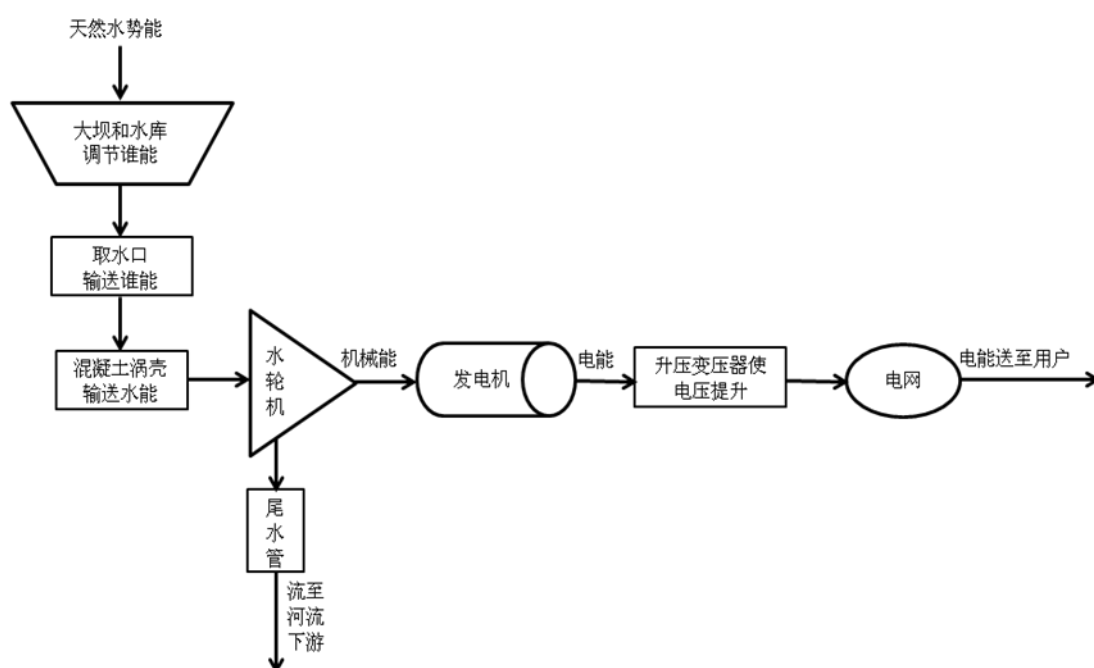 天然水势能
大坝和水库
调节谁能
取水口
输送谁能
混凝土涡壳
输送水能
水
轮
机
机械能
发电机
电能
升压变压器使
电压提升
电网
电能送至用户
尾
水
管
流至
河流
下游